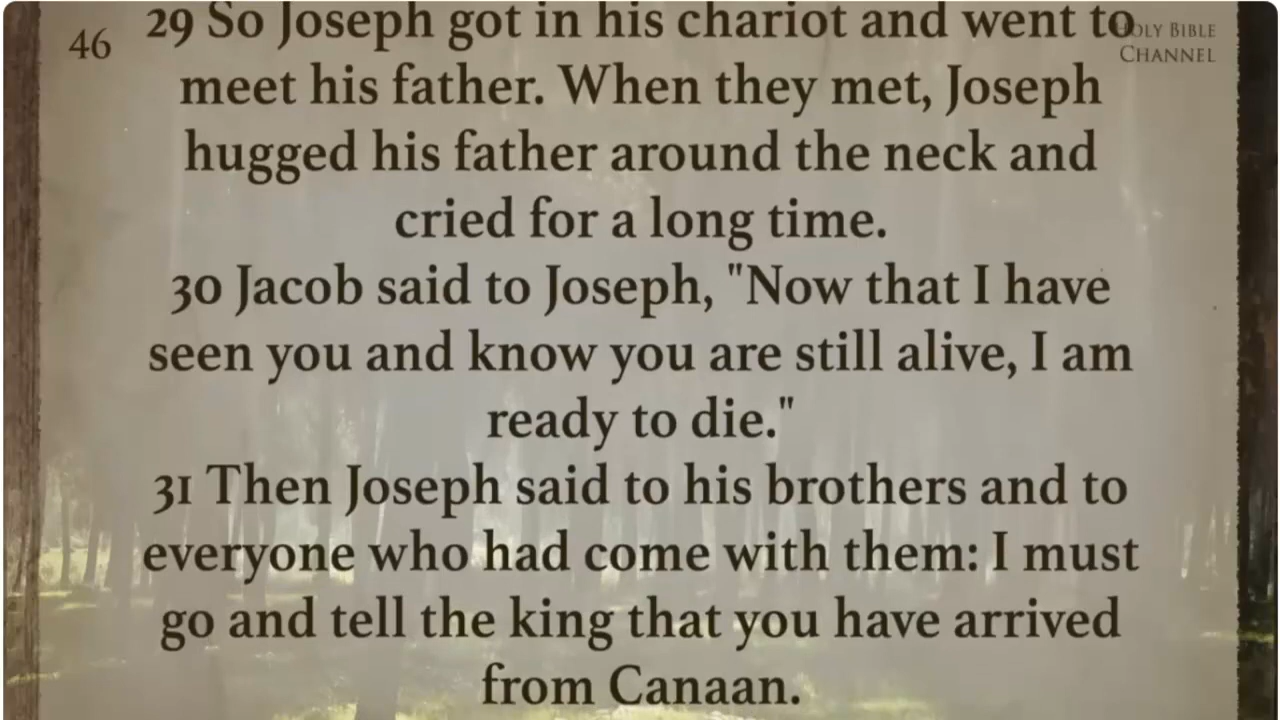 46
HOLY BIBLE
CHANNEL
29 So Joseph got in his chariot and went to
meet his father. When they met, Joseph
hugged his father around the neck and
cried for a long time.
30 Jacob said to Joseph, "Now that I have
seen you and know you are still alive, I am
ready to die."
31 Then Joseph said to his brothers and to
everyone who had come with them: I must
go and tell the king that you have arrived
from Canaan.